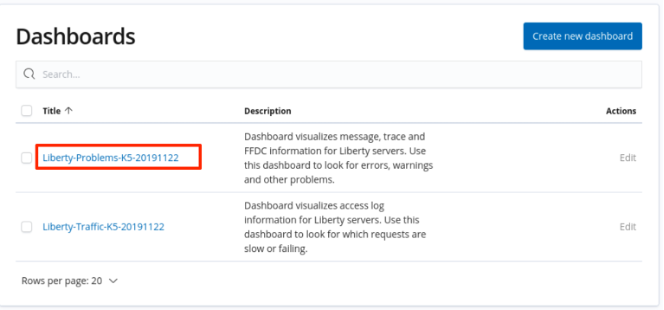 Dashboards
Create new dashboard
Search...
Title ↑ Description Actions
Liberty-Problems-K5-20191122
Dashboard visualizes message, trace and
FFDC information for Liberty servers. Use
this dashboard to look for errors, warnings
and other problems.
Edit
Liberty-Traffic-K5-20191122
Dashboard visualizes access log
information for Liberty servers. Use this
dashboard to look for which requests are
slow or failing.
Edit
Rows per page: 20